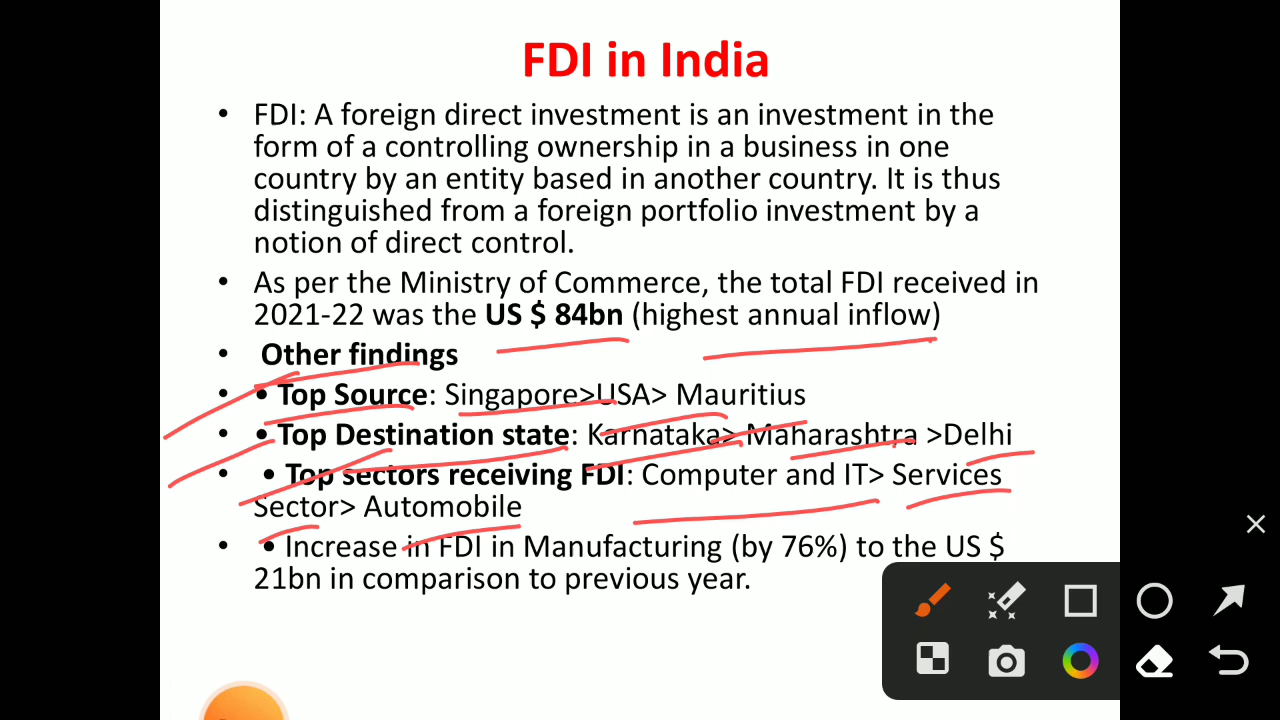 FDI in India
• FDI: A foreign direct investment is an investment in the
form of a controlling ownership in a business in one
country by an entity based in another country. It is thus
distinguished from a foreign portfolio investment by a
notion of direct control.
• As per the Ministry of Commerce, the total FDI received in
2021-22 was the US $ 84bn (highest annual inflow)
• Other findings
• • Top Source: Singapore>USA> Mauritius
• • Top Destination state: Karnataka> Maharashtra >Delhi
• • Top sectors receiving FDI: Computer and IT> Services
Sector> Automobile
• • Increase in FDI in Manufacturing (by 76%) to the US $
21bn in comparison to previous year.